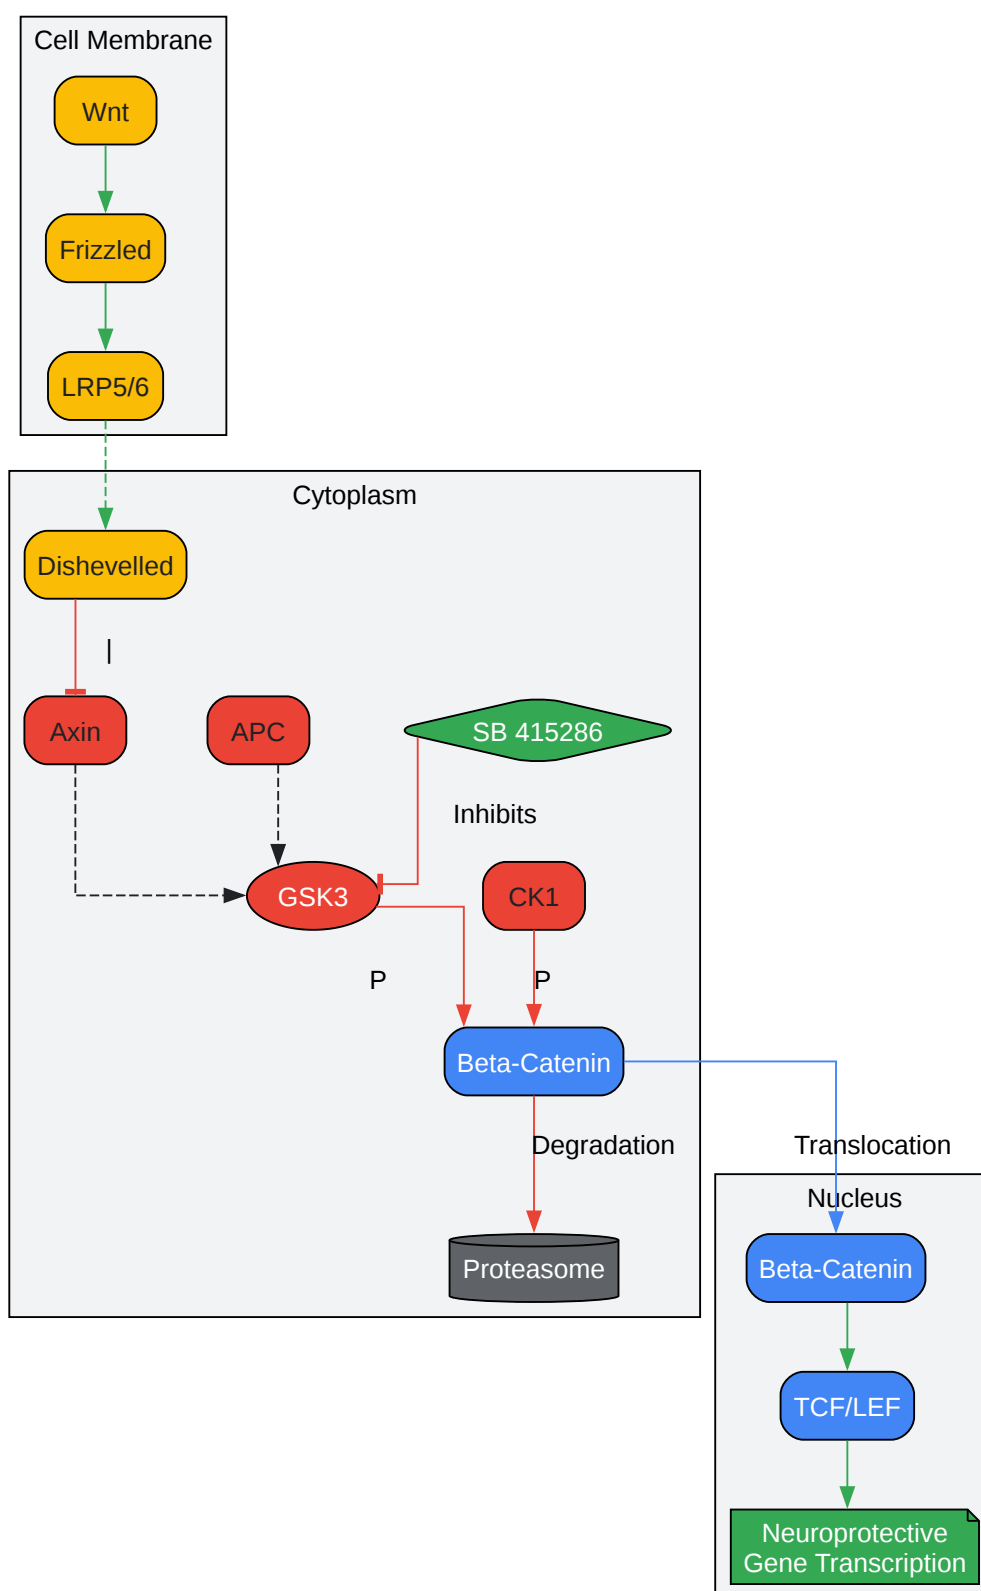 Cell Membrane
Wnt
Frizzled
LRP5/6
Cytoplasm
Dishevelled
|
Axin
APC
SB 415286
Inhibits
GSK3
CK1
P
P
Beta-Catenin
Degradation
Translocation
Nucleus
Proteasome
Beta-Catenin
TCF/LEF
Neuroprotective
Gene Transcription